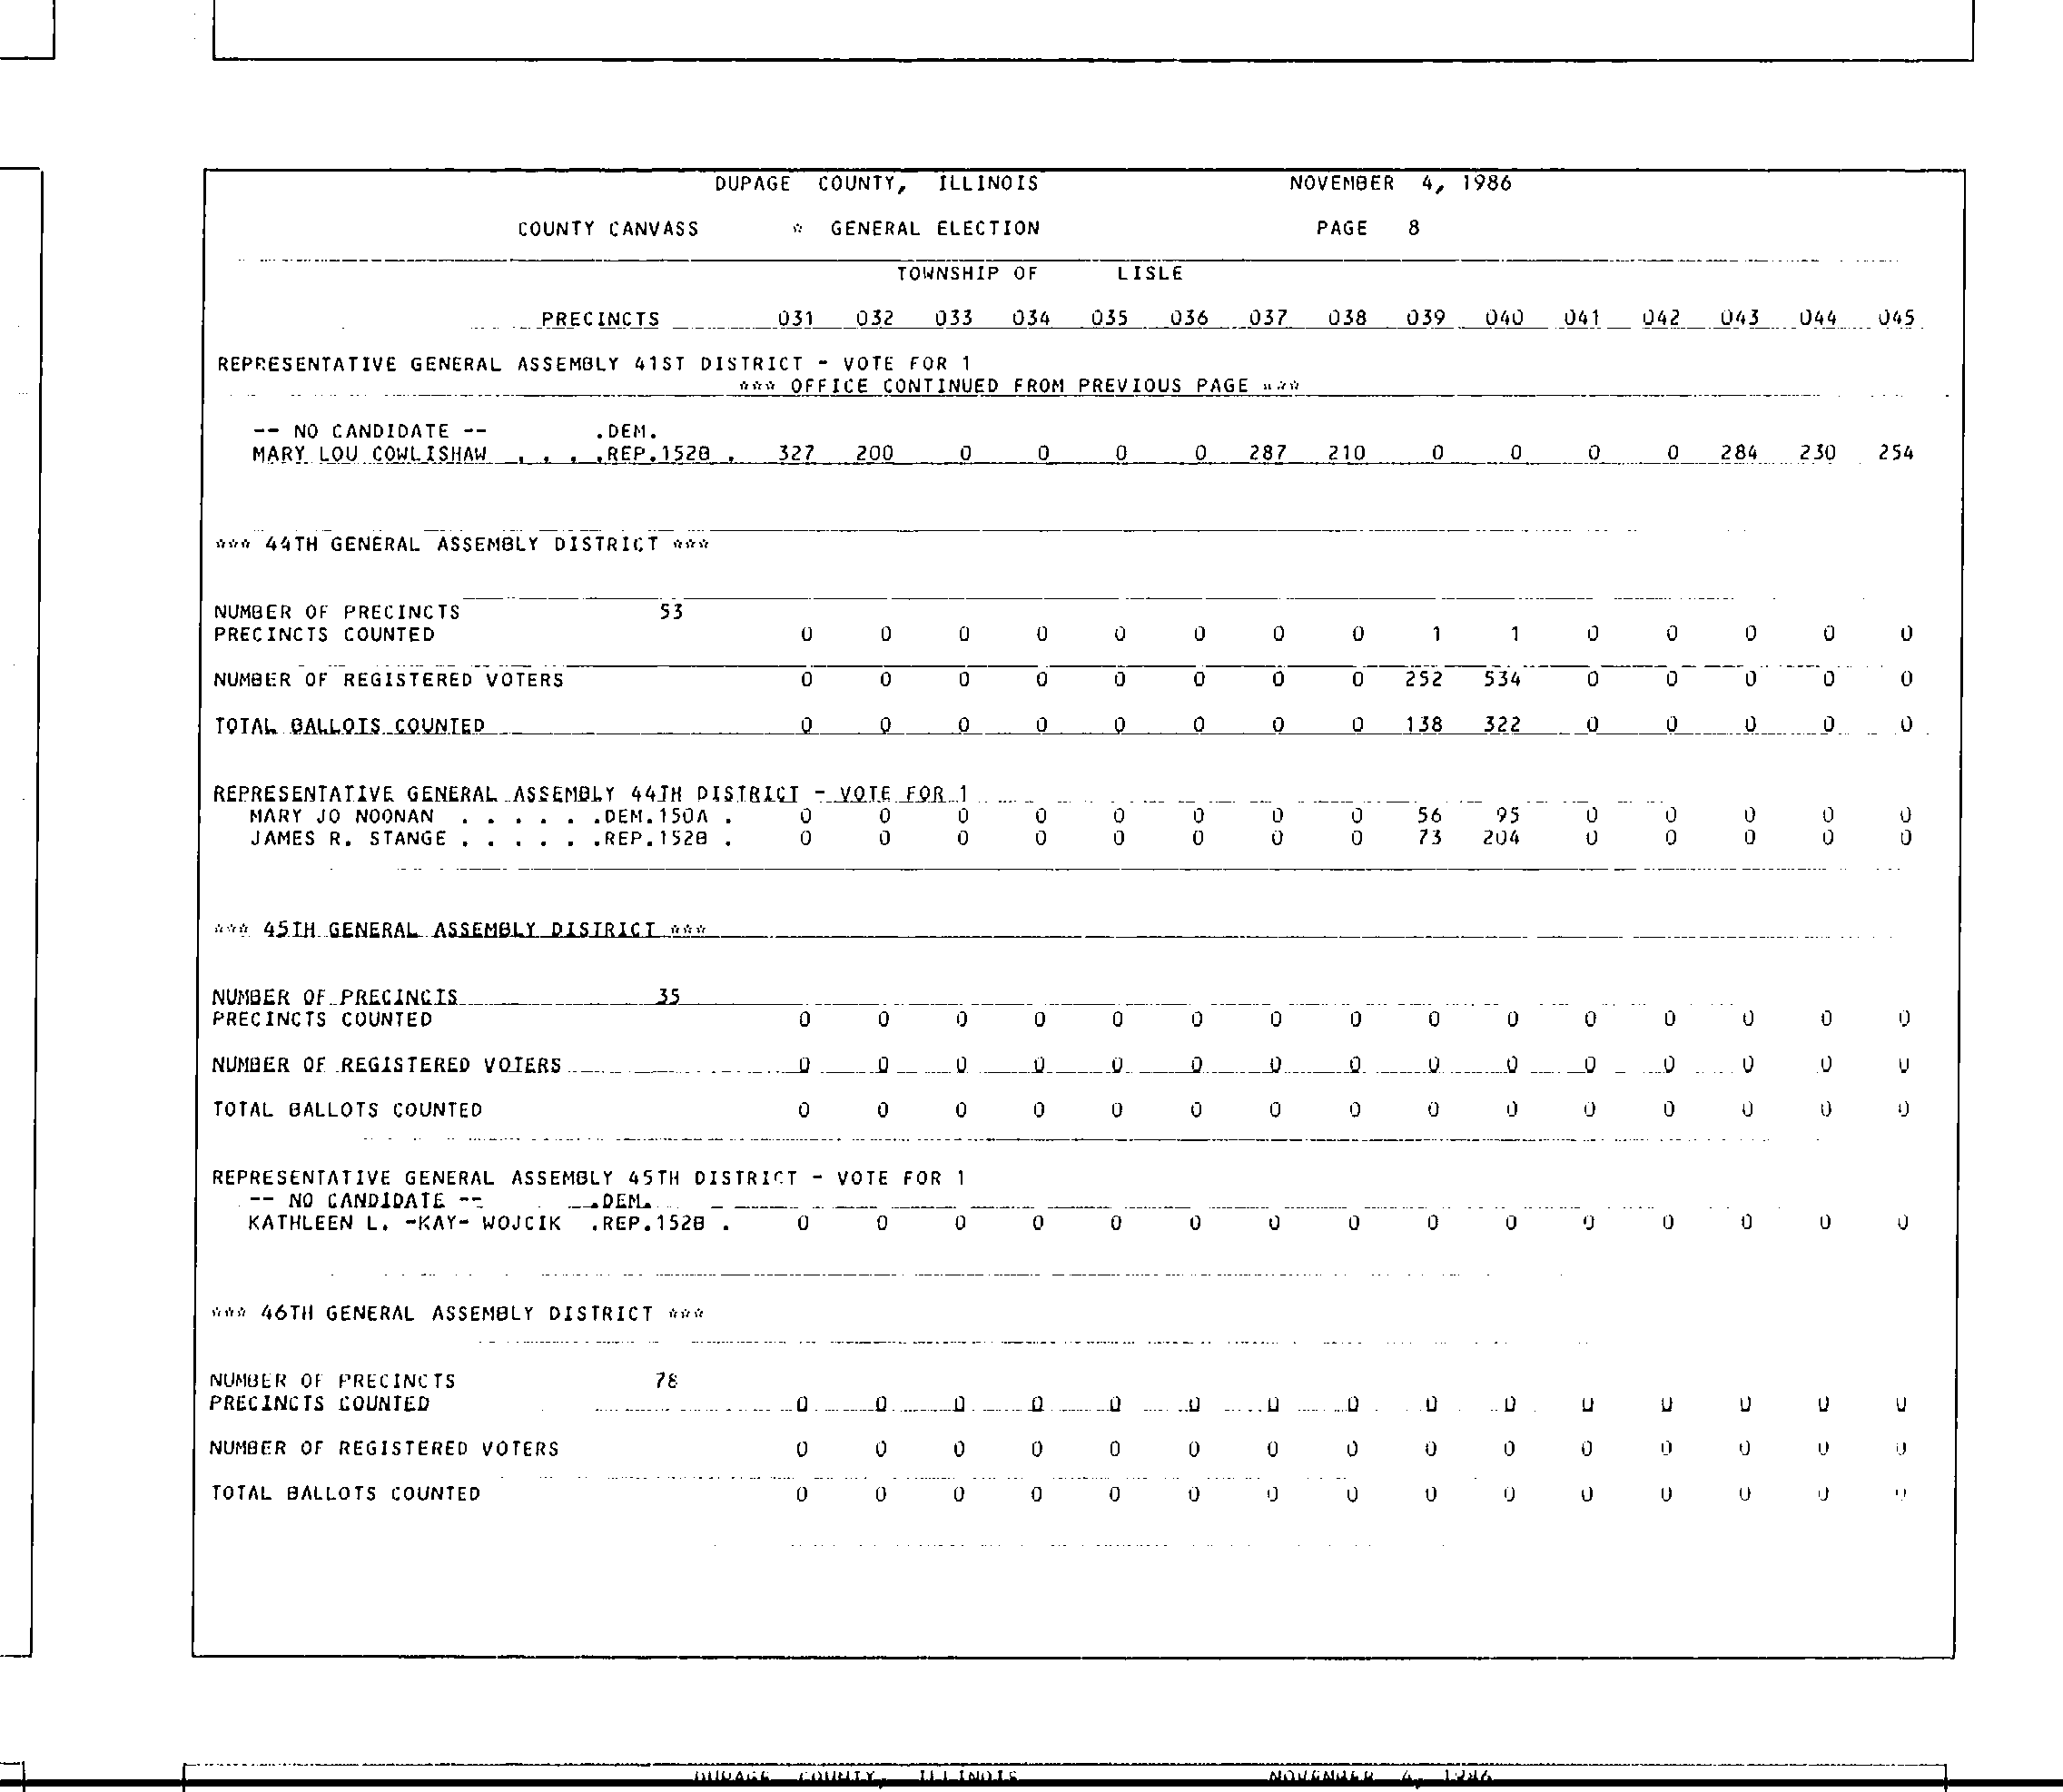 DUPAGE COUNTY, ILLINOIS NOVEMBER 4, 1986
COUNTY CANVASS * GENERAL ELECTION PAGE 8
TOWNSHIP OF LISLE
PRECINCTS 031 032 033 034 035 036 037 038 039 040 041 042 043 044 045
REPRESENTATIVE GENERAL ASSEMBLY 41ST DISTRICT - VOTE FOR 1
*** OFFICE CONTINUED FROM PREVIOUS PAGE ***
-- NO CANDIDATE -- .DEM.
MARY LOU COWLISHAW . . . .REP.152B . 327 200 0 0 0 0 287 210 0 0 0 0 284 230 254
*** 44TH GENERAL ASSEMBLY DISTRICT ***
NUMBER OF PRECINCTS 53
PRECINCTS COUNTED 0 0 0 0 0 0 0 0 1 1 0 0 0 0 0
NUMBER OF REGISTERED VOTERS 0 0 0 0 0 0 0 0 252 534 0 0 0 0 0
TOTAL BALLOTS COUNTED 0 0 0 0 0 0 0 0 138 322 0 0 0 0 0
REPRESENTATIVE GENERAL ASSEMBLY 44TH DISTRICT - VOTE FOR 1
MARY JO NOONAN . . . . . .DEM.150A . 0 0 0 0 0 0 0 0 56 95 0 0 0 0 0
JAMES R. STANGE . . . . . .REP.152B . 0 0 0 0 0 0 0 0 73 204 0 0 0 0 0
*** 45TH GENERAL ASSEMBLY DISTRICT ***
NUMBER OF PRECINCTS 35
PRECINCTS COUNTED 0 0 0 0 0 0 0 0 0 0 0 0 0 0 0
NUMBER OF REGISTERED VOTERS 0 0 0 0 0 0 0 0 0 0 0 0 0 0 0
TOTAL BALLOTS COUNTED 0 0 0 0 0 0 0 0 0 0 0 0 0 0 0
REPRESENTATIVE GENERAL ASSEMBLY 45TH DISTRICT - VOTE FOR 1
-- NO CANDIDATE -- .DEM.
KATHLEEN L. -KAY- WOJCIK .REP.152B . 0 0 0 0 0 0 0 0 0 0 0 0 0 0 0
*** 46TH GENERAL ASSEMBLY DISTRICT ***
NUMBER OF PRECINCTS 78
PRECINCTS COUNTED 0 0 0 0 0 0 0 0 0 0 0 0 0 0 0
NUMBER OF REGISTERED VOTERS 0 0 0 0 0 0 0 0 0 0 0 0 0 0 0
TOTAL BALLOTS COUNTED 0 0 0 0 0 0 0 0 0 0 0 0 0 0 0
DUPAGE COUNTY, ILLINOIS NOVEMBER 4, 1986